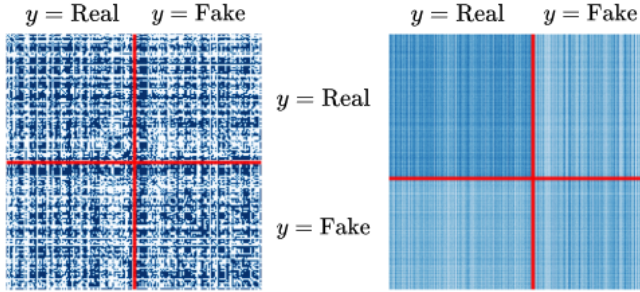 y = Real y = Fake y = Real y = Fake
y = Real
y = Fake